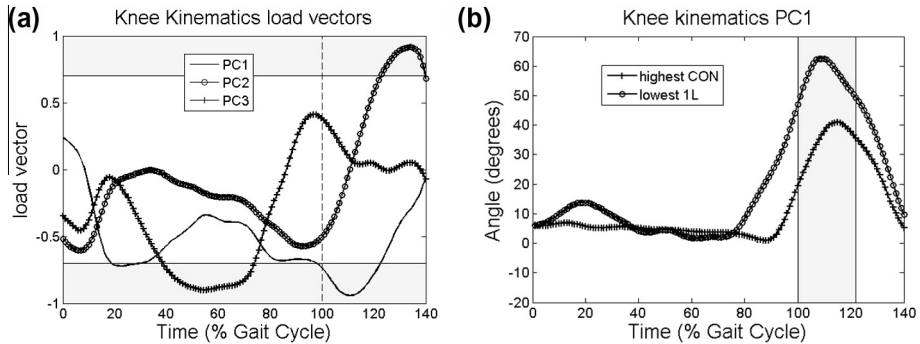 (a)
Knee Kinematics load vectors
load vector
1
0.5
0
-0.5
-1
PC1
PC2
PC3
0 20 40 60 80 100 120 140
Time (% Gait Cycle)
(b)
Knee kinematics PC1
Angle (degrees)
70
60
50
40
30
20
10
0
-10
-20
highest CON
lowest 1L
0 20 40 60 80 100 120 140
Time (% Gait Cycle)